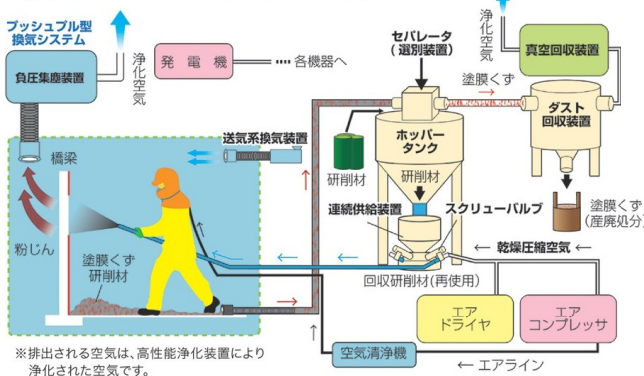 プッシュプル型
換気システム
負圧集塵装置
浄化空気
発電機
各機器へ
セパレータ
(選別装置)
浄化空気
真空回収装置
塗膜くず
ダスト
回収装置
ホッパー
タンク
研削材
研削材
送気系換気装置
橋梁
粉じん
塗膜くず
研削材
連続供給装置
スクリューバルブ
塗膜くず
(産廃処分)
乾燥圧縮空気
回収研削材(再使用)
エア
ドライヤ
エア
コンプレッサ
空気清浄機
エアライン
※排出される空気は、高性能浄化装置により
浄化された空気です。